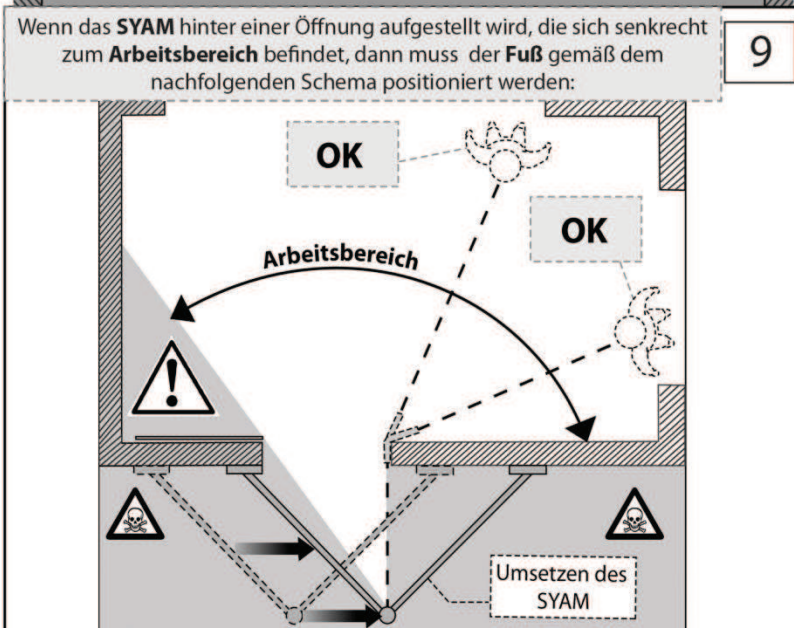 Wenn das SYAM hinter einer Öffnung aufgestellt wird, die sich senkrecht
zum Arbeitsbereich befindet, dann muss der Fuß gemäß dem
nachfolgenden Schema positioniert werden:
9
OK
OK
Arbeitsbereich
!
Umsetzen des
SYAM